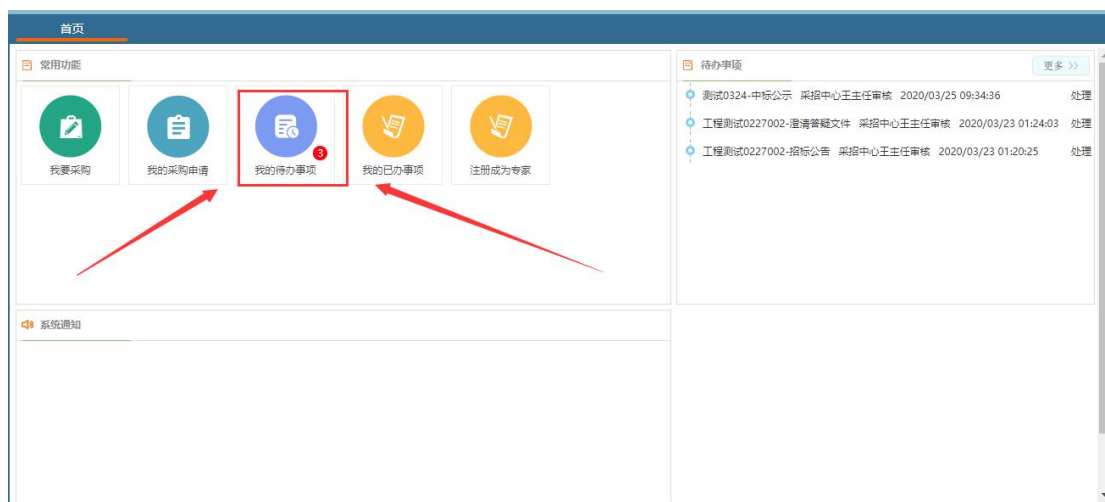 首页
常用功能
我要采购
我的采购申请
3
我的待办事项
我的已办事项
注册成为专家
待办事项
更多 >>
测试0324-中标公示 采招中心王主任审核 2020/03/25 09:34:36 处理
工程测试0227002-澄清答疑文件 采招中心王主任审核 2020/03/23 01:24:03 处理
工程测试0227002-招标公告 采招中心王主任审核 2020/03/23 01:20:25 处理
系统通知